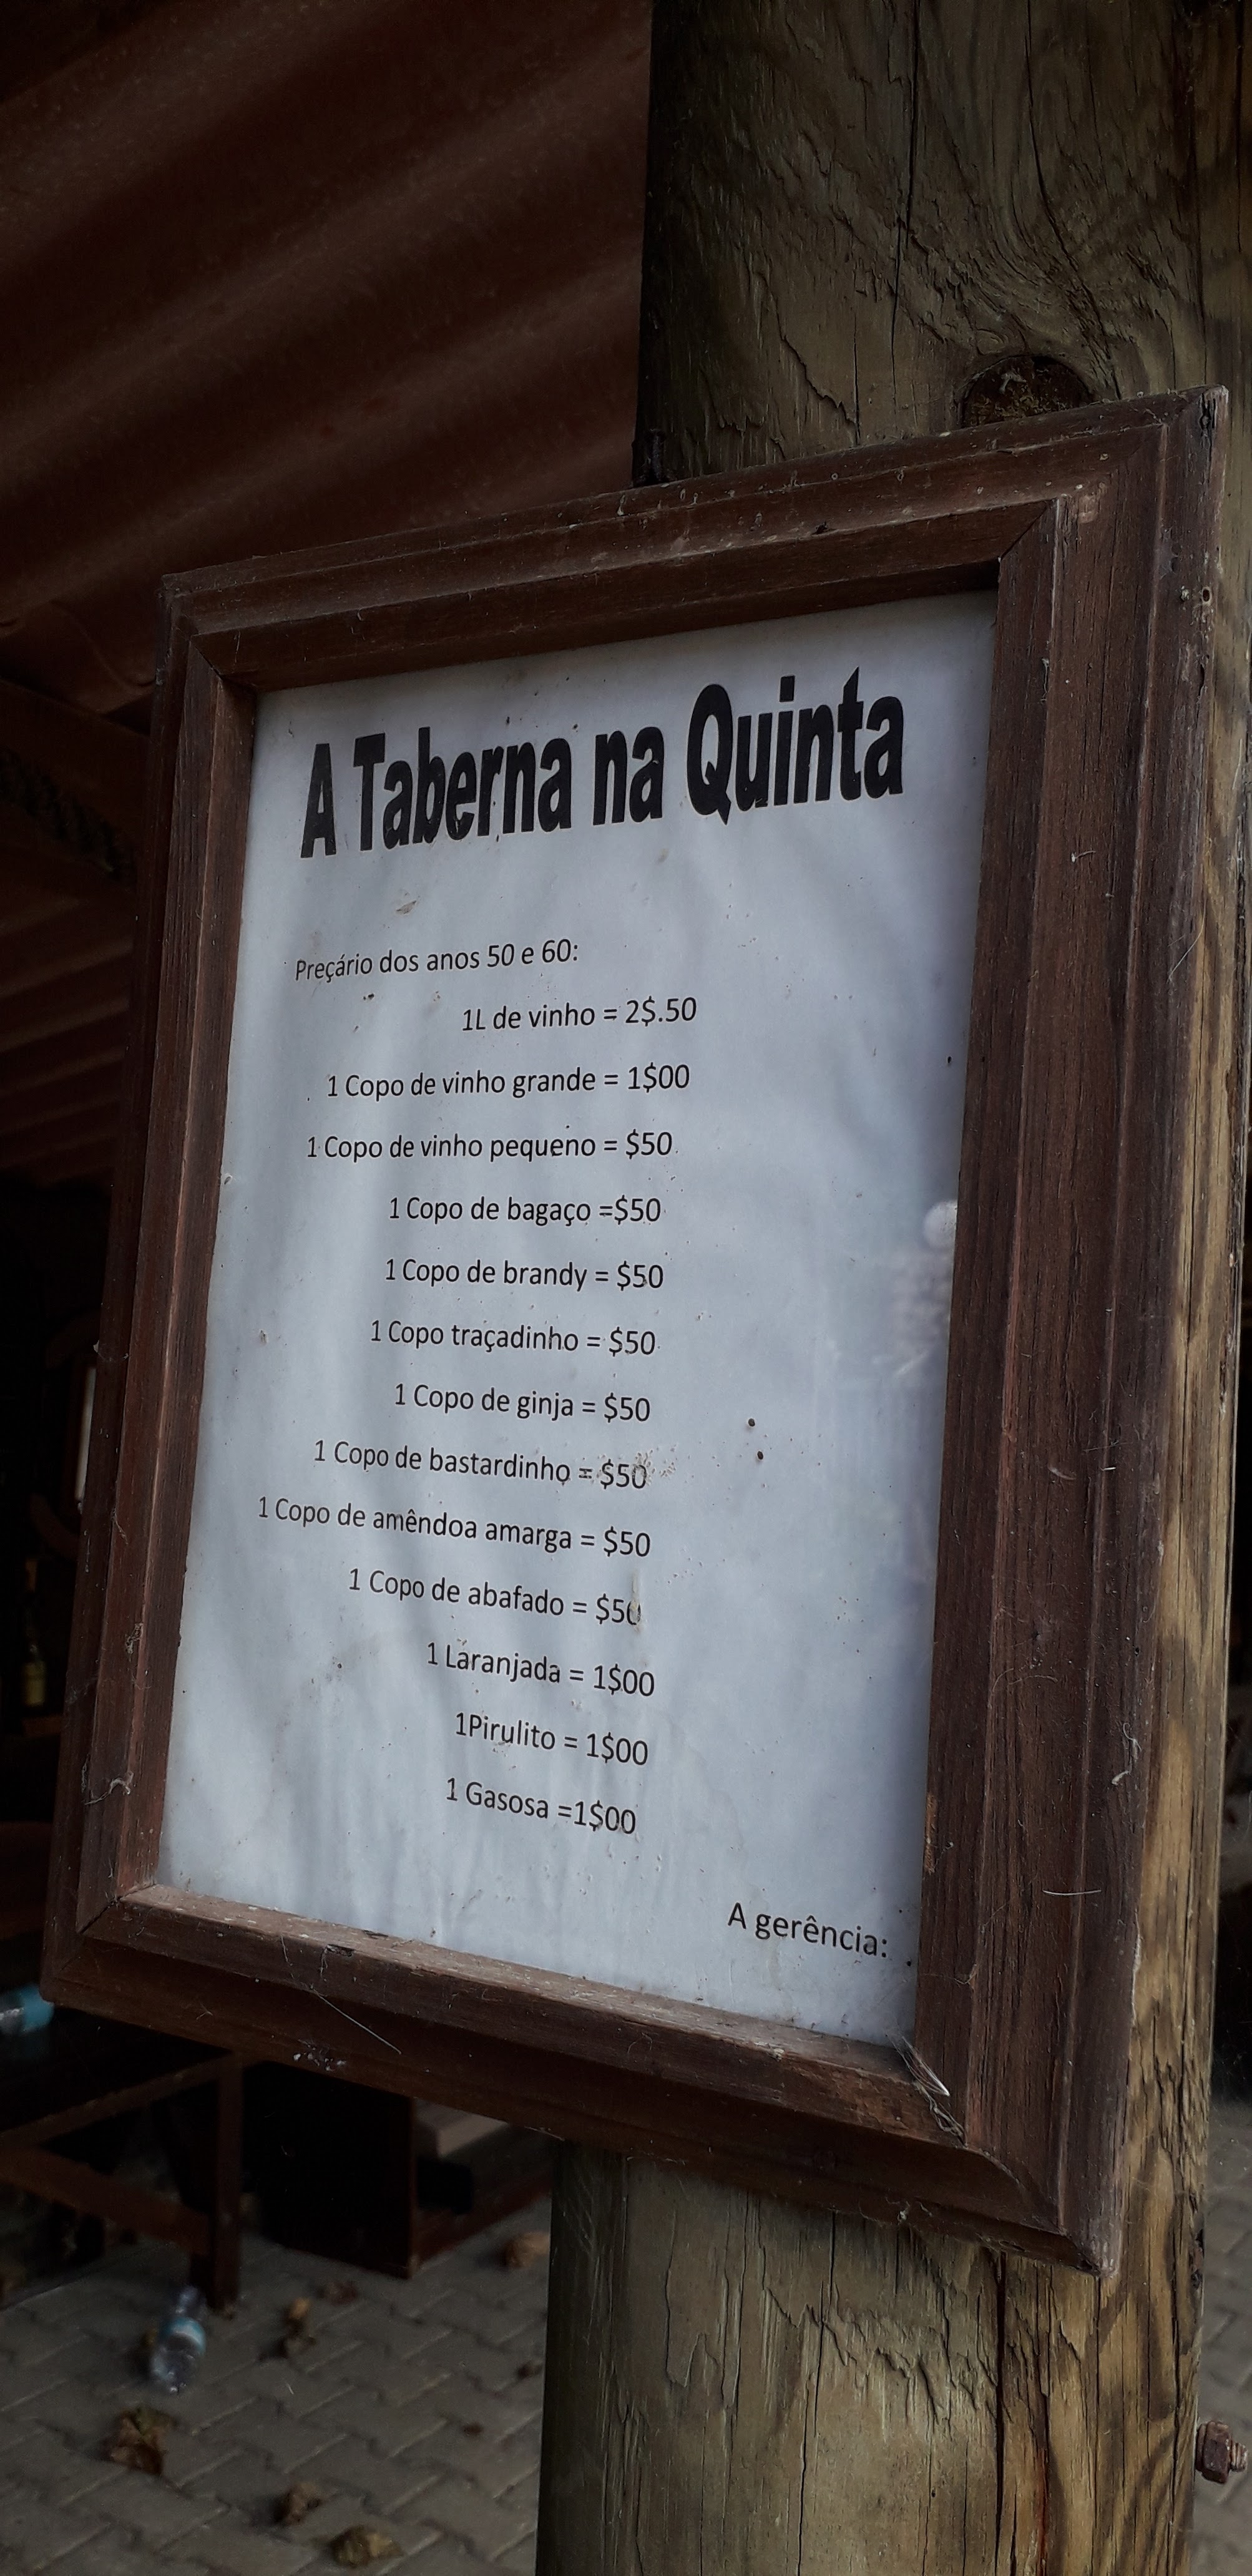 A Taberna na Quinta
Preçário dos anos 50 e 60:
1L de vinho = 2$.50
1 Copo de vinho grande = 1$00
1 Copo de vinho pequeno = $50
1 Copo de bagaço =$50
1 Copo de brandy = $50
1 Copo traçadinho = $50
1 Copo de ginja = $50
1 Copo de bastardinho = $50
1 Copo de amêndoa amarga = $50
1 Copo de abafado = $50
1 Laranjada = 1$00
1Pirulito = 1$00
1 Gasosa =1$00
A gerência: